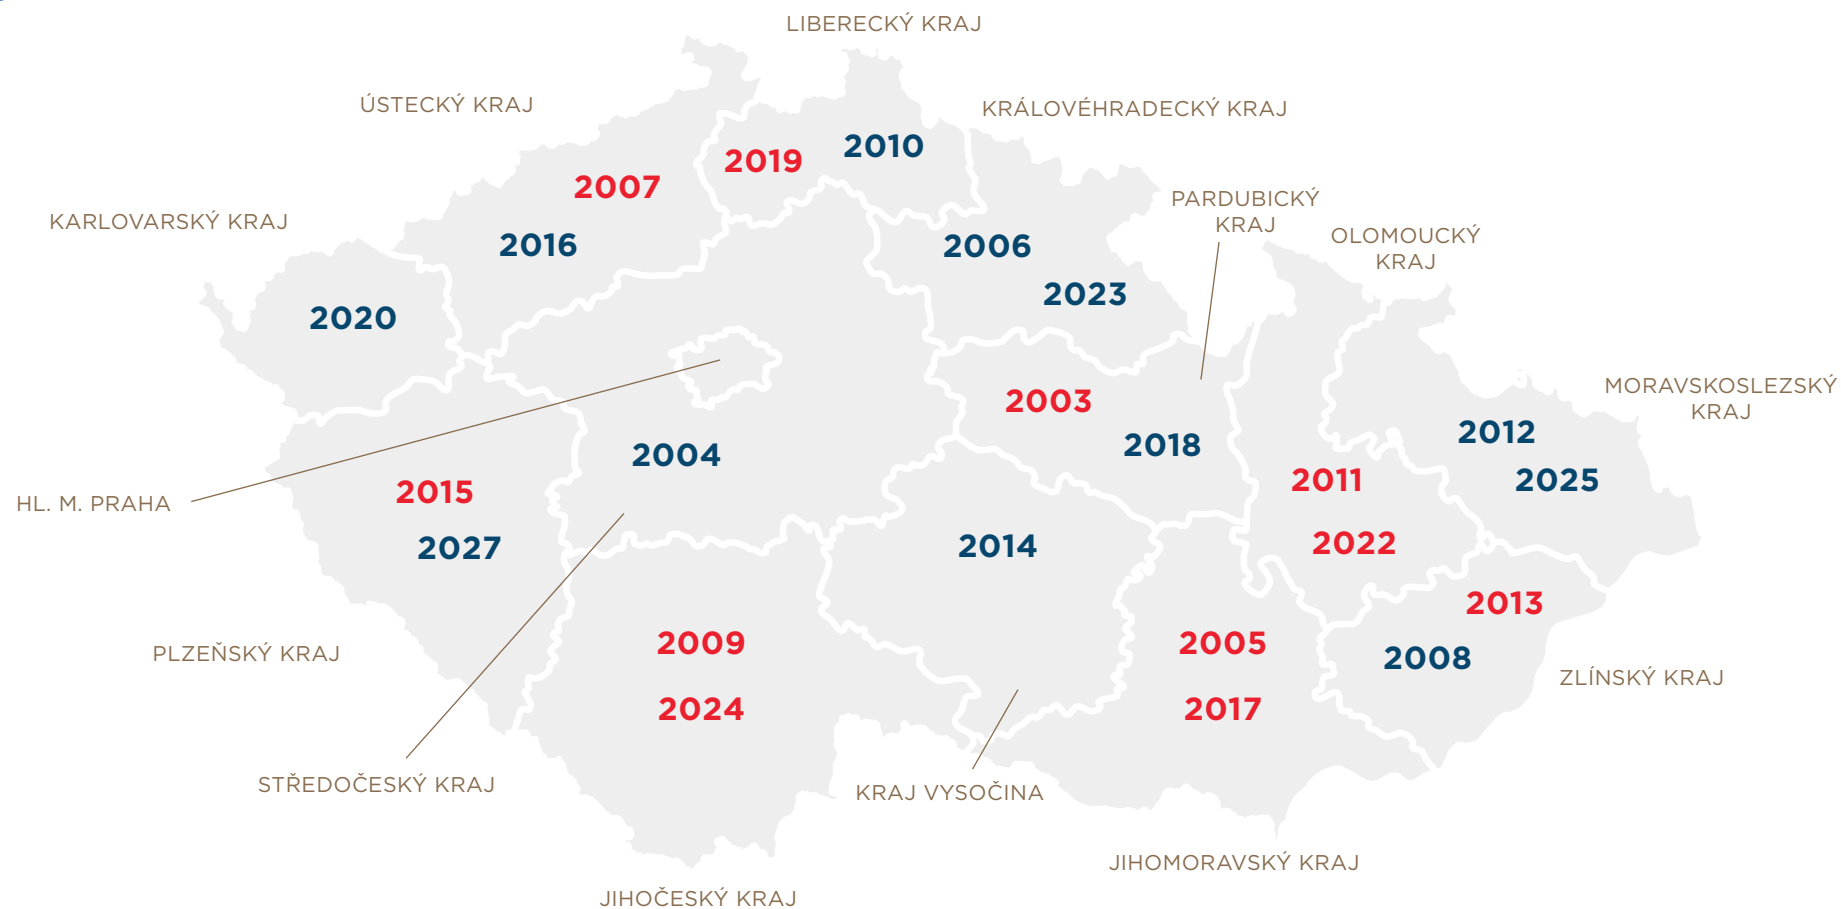 LIBERECKÝ KRAJ
ÚSTECKÝ KRAJ
KRÁLOVÉHRADECKÝ KRAJ
2010
2019
2007
PARDUBICKÝ
KRAJ
KARLOVARSKÝ KRAJ
OLOMOUCKÝ
KRAJ
2016
2006
2023
2020
MORAVSKOSLEZSKÝ
KRAJ
2003
2012
2018
2004
2011
2025
2015
HL. M. PRAHA
2022
2014
2027
2013
2009
2005
PLZEŇSKÝ KRAJ
2008
ZLÍNSKÝ KRAJ
2024
2017
STŘEDOČESKÝ KRAJ
KRAJ VYSOČINA
JIHOMORAVSKÝ KRAJ
JIHOČESKÝ KRAJ